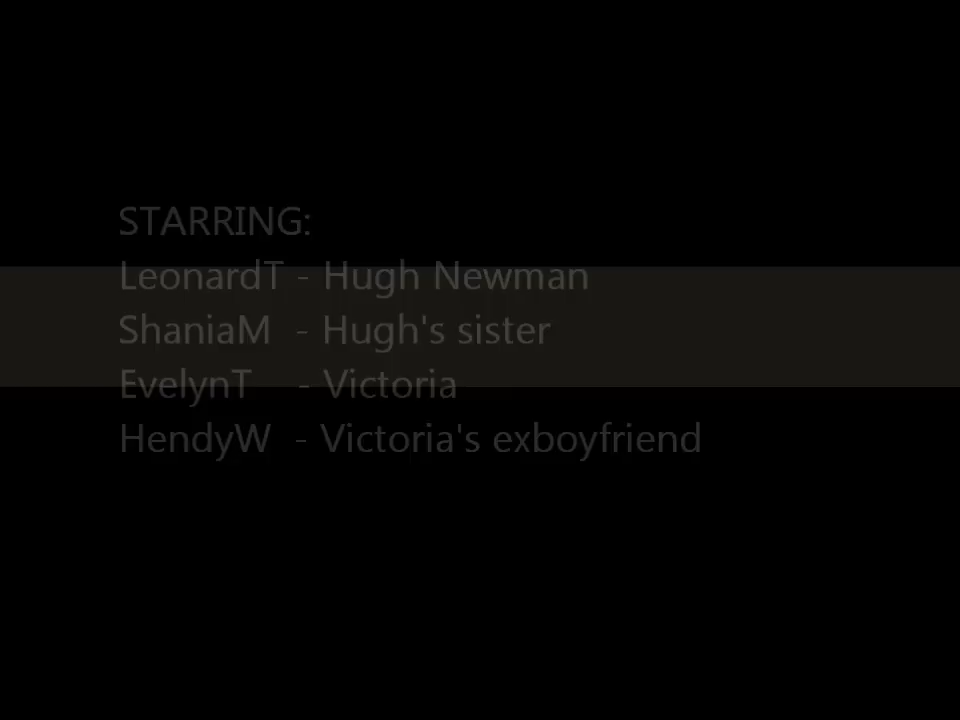 STARRING:
LeonardT - Hugh Newman
ShaniaM - Hugh's sister
EvelynT - Victoria
HendyW - Victoria's exboyfriend